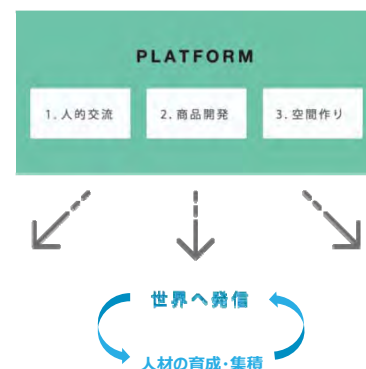 PLATFORM
1. 人的交流
2. 商品開発
3. 空間作り
世界へ発信
人材の育成・集積